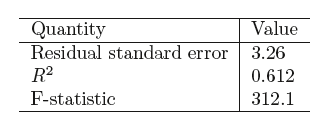 Quantity Value
Residual standard error 3.26
R² 0.612
F-statistic 312.1